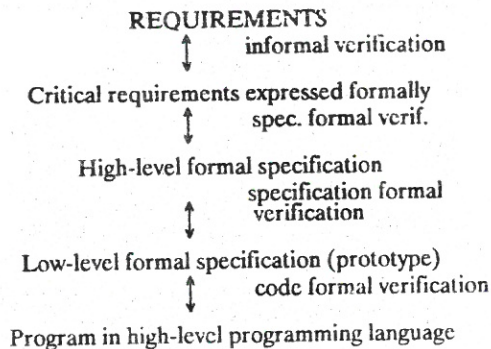 REQUIREMENTS
informal verification
Critical requirements expressed formally
spec. formal verif.
High-level formal specification
specification formal
verification
Low-level formal specification (prototype)
code formal verification
Program in high-level programming language